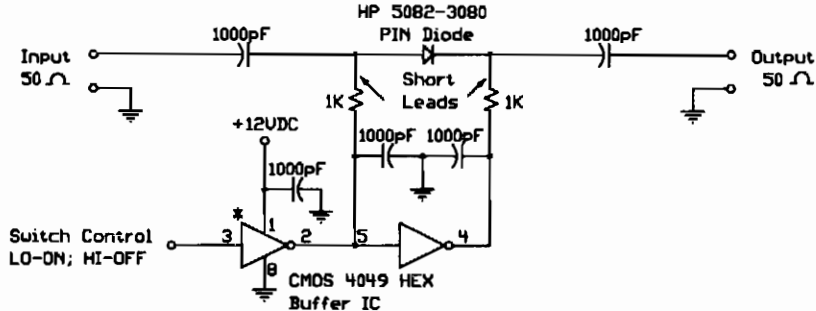 HP 5082-3080
PIN Diode
1000pF
1000pF
Input
50 Ω
Output
50 Ω
Short
Leads
1K
1K
+12VDC
1000pF
1000pF
1000pF
*
1
Switch Control
LO-ON; HI-OFF
3
2
5
4
8
CMOS 4049 HEX
Buffer IC